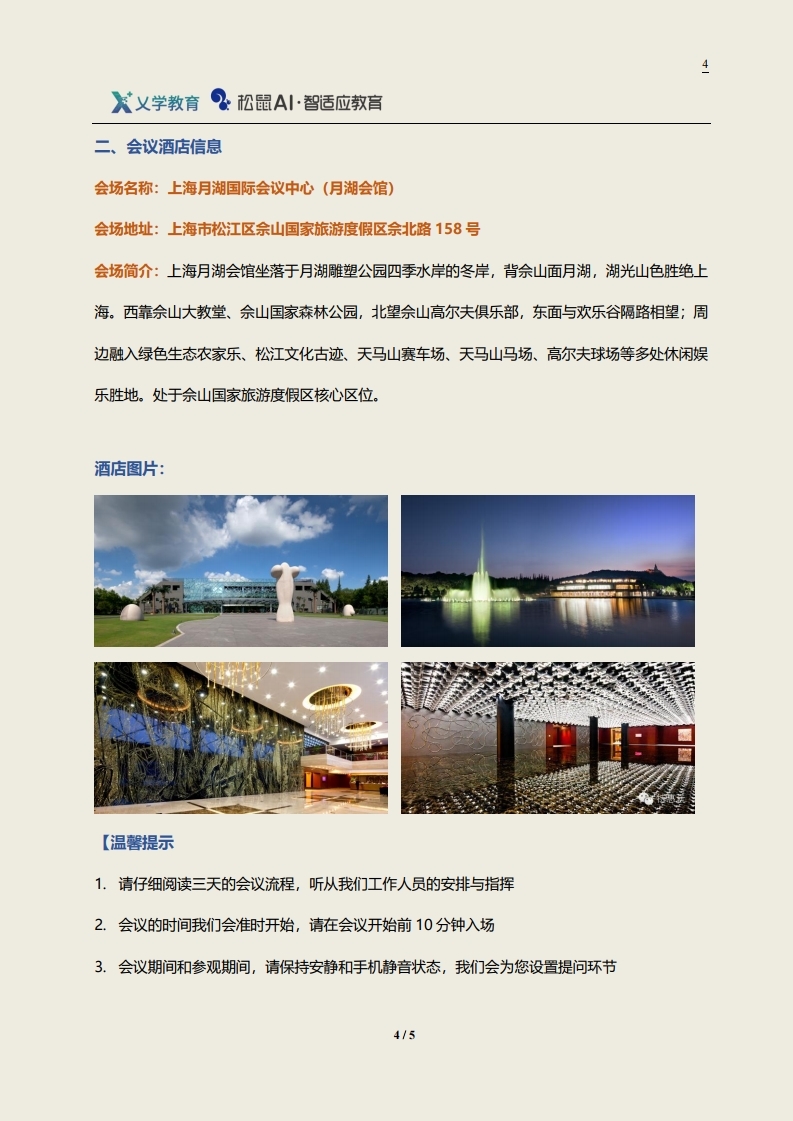 4
乂学教育 松鼠AI·智适应教育
二、会议酒店信息
会场名称：上海月湖国际会议中心（月湖会馆）
会场地址：上海市松江区佘山国家旅游度假区佘北路 158 号
会场简介：上海月湖会馆坐落于月湖雕塑公园四季水岸的冬岸，背佘山面月湖，湖光山色胜绝上
海。西靠佘山大教堂、佘山国家森林公园，北望佘山高尔夫俱乐部，东面与欢乐谷隔路相望；周
边融入绿色生态农家乐、松江文化古迹、天马山赛车场、天马山马场、高尔夫球场等多处休闲娱
乐胜地。处于佘山国家旅游度假区核心区位。
酒店图片：
【温馨提示
1. 请仔细阅读三天的会议流程，听从我们工作人员的安排与指挥
2. 会议的时间我们会准时开始，请在会议开始前 10 分钟入场
3. 会议期间和参观期间，请保持安静和手机静音状态，我们会为您设置提问环节
4 / 5